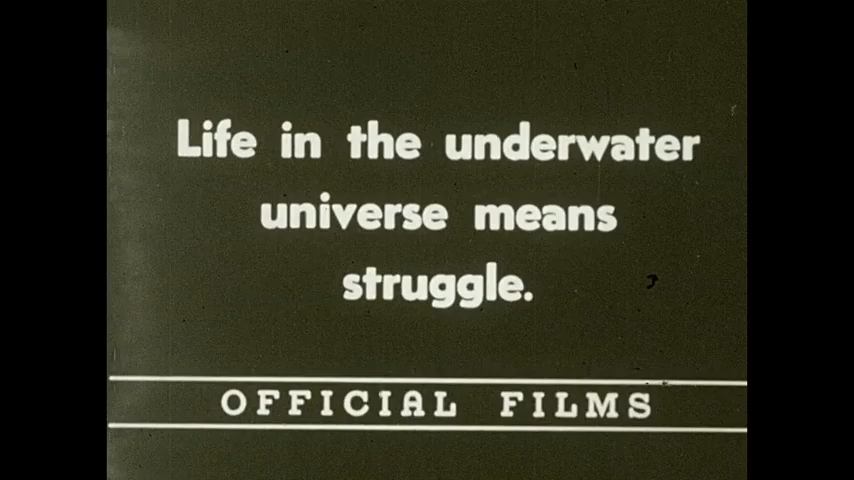 Life in the underwater
universe means
struggle.
OFFICIAL FILMS